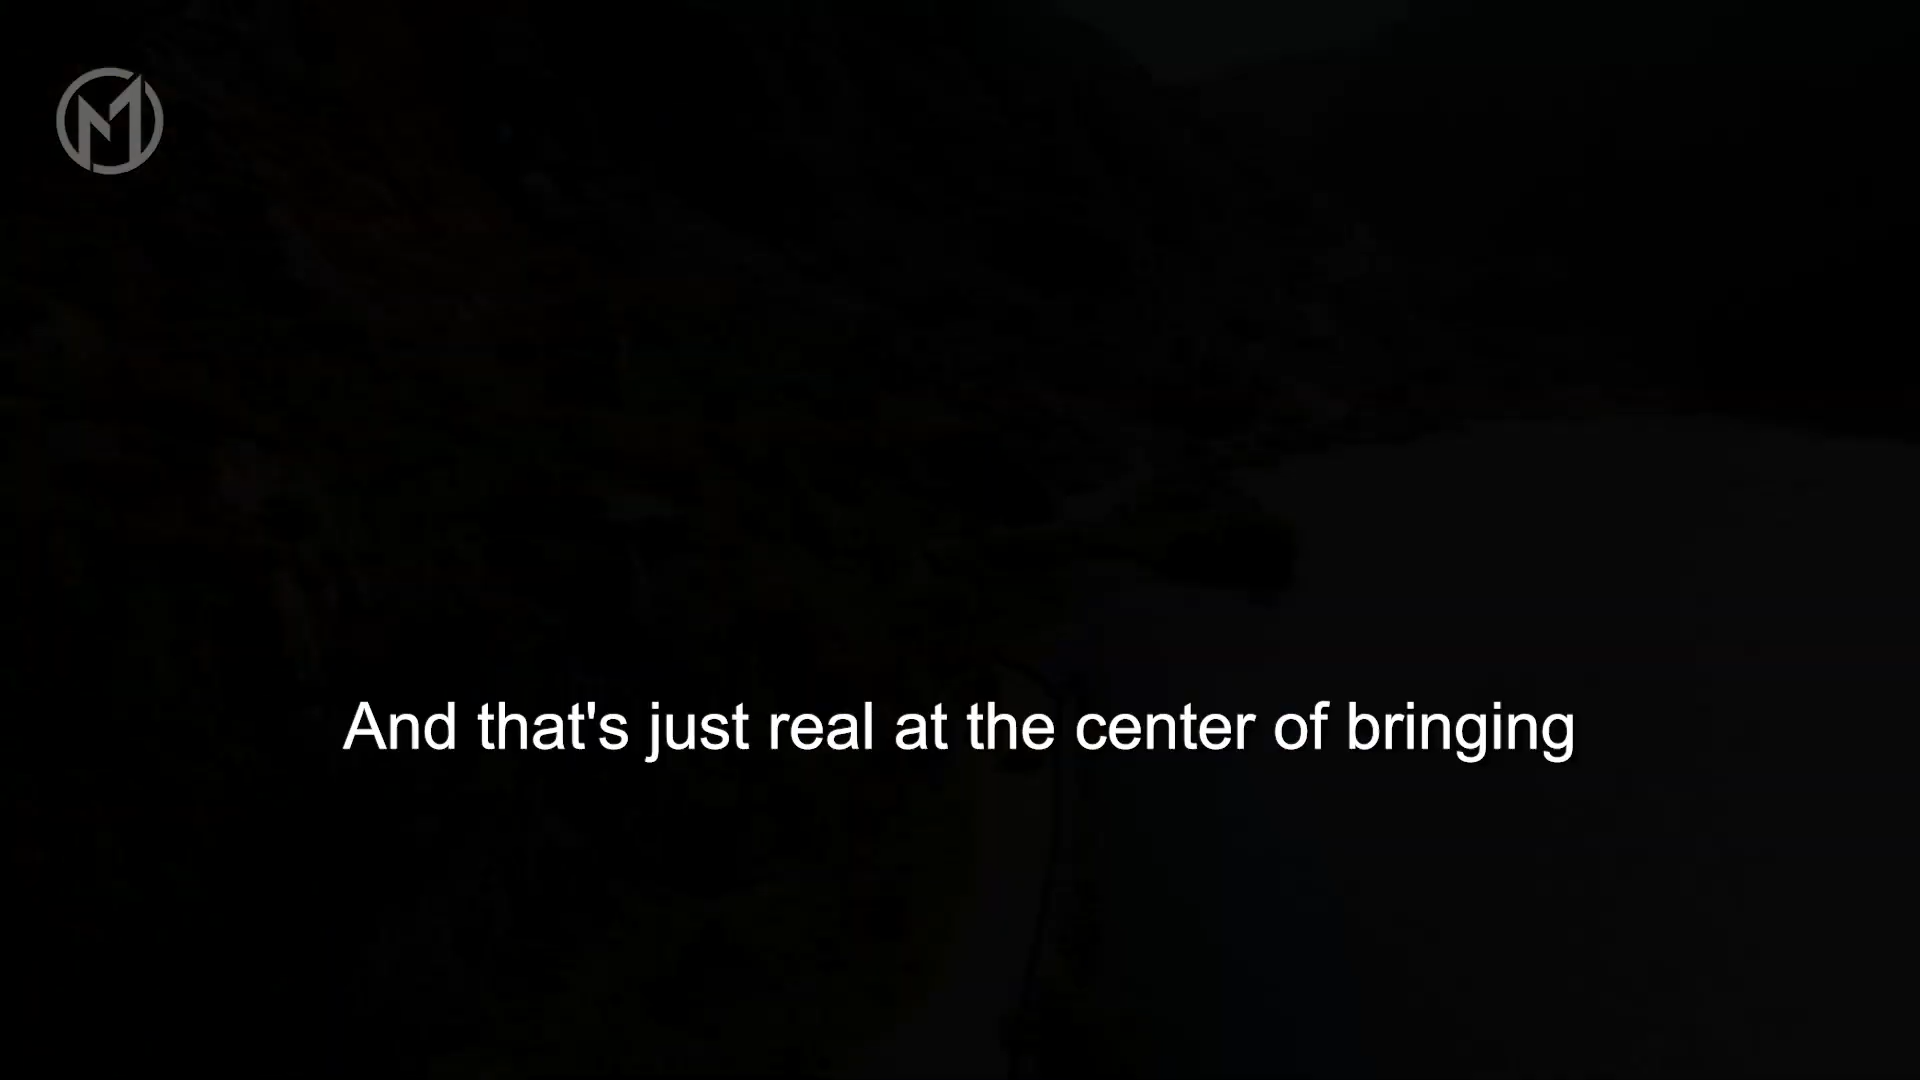 And that's just real at the center of bringing